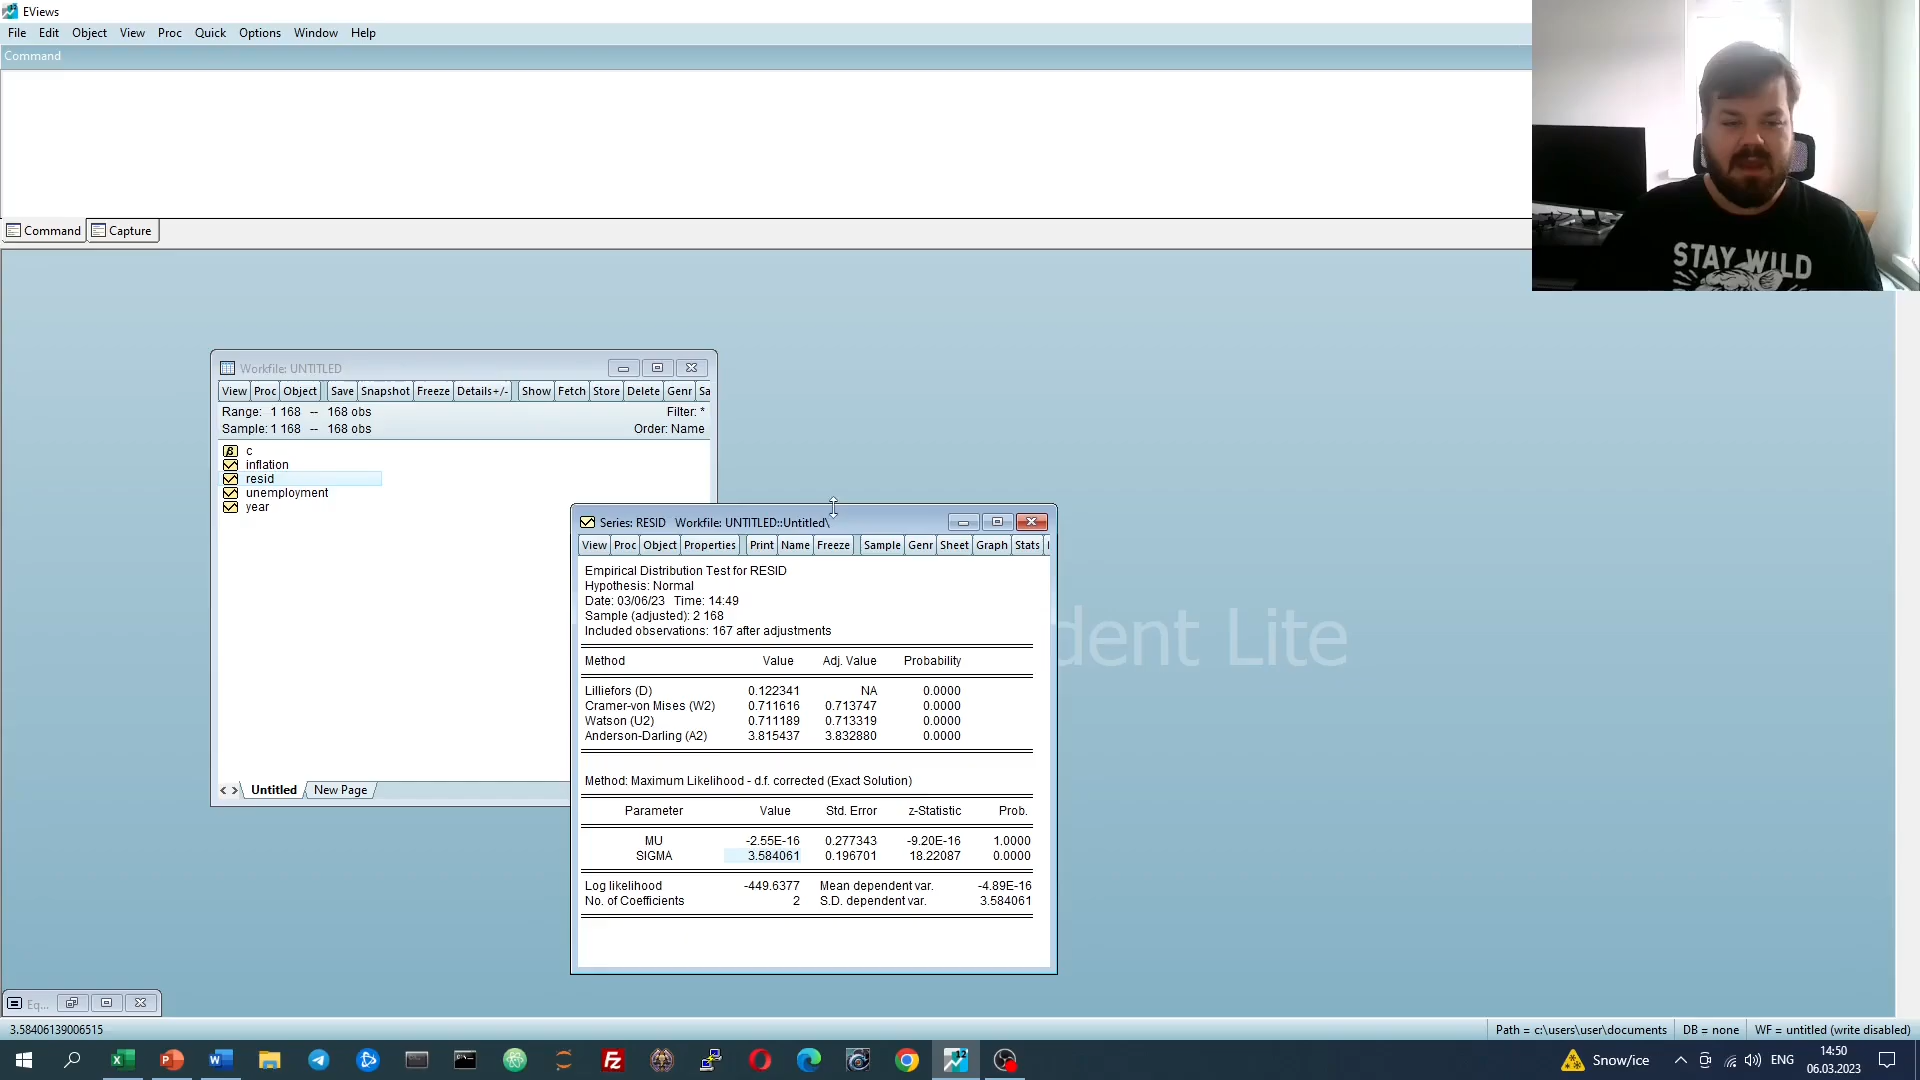 EViews
File Edit Object View Proc Quick Options Window Help
Command
Command Capture
STAY WILD
Workfile: UNTITLED
View Proc Object Save Snapshot Freeze Details+/- Show Fetch Store Delete Genr Sa
Range: 1 168 -- 168 obs Filter: *
Sample: 1 168 -- 168 obs Order: Name
β c
inflation
resid
unemployment
year
< > Untitled New Page
Series: RESID Workfile: UNTITLED::Untitled\
View Proc Object Properties Print Name Freeze Sample Genr Sheet Graph Stats
Empirical Distribution Test for RESID
Hypothesis: Normal
Date: 03/06/23 Time: 14:49
Sample (adjusted): 2 168
Included observations: 167 after adjustments
Method Value Adj. Value Probability
Lilliefors (D) 0.122341 NA 0.0000
Cramer-von Mises (W2) 0.711616 0.713747 0.0000
Watson (U2) 0.711189 0.713319 0.0000
Anderson-Darling (A2) 3.815437 3.832880 0.0000
Method: Maximum Likelihood - d.f. corrected (Exact Solution)
Parameter Value Std. Error z-Statistic Prob.
MU -2.55E-16 0.277343 -9.20E-16 1.0000
SIGMA 3.584061 0.196701 18.22087 0.0000
Log likelihood -449.6377 Mean dependent var. -4.89E-16
No. of Coefficients 2 S.D. dependent var. 3.584061
dent Lite
Eq...
3.58406139006515 Path = c:\users\user\documents DB = none WF = untitled (write disabled)
Snow/ice ENG 14:50
06.03.2023